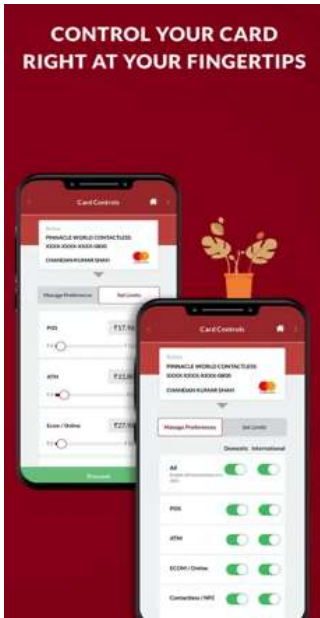 CONTROL YOUR CARD
RIGHT AT YOUR FINGERTIPS
Card Controls
PINNACLE WORLD CONTACTLESS
XXXX-XXXX-XXXX-0800
CHANDAN KUMAR SHAH
Manage Preferences
Set Limits
POS
ATM
Ecom / Online
Proceed
Card Controls
PINNACLE WORLD CONTACTLESS
XXXX-XXXX-XXXX-0800
CHANDAN KUMAR SHAH
Manage Preferences
Set Limits
Domestic International
All
POS
ATM
ECOM / Online
Contactless / NFC